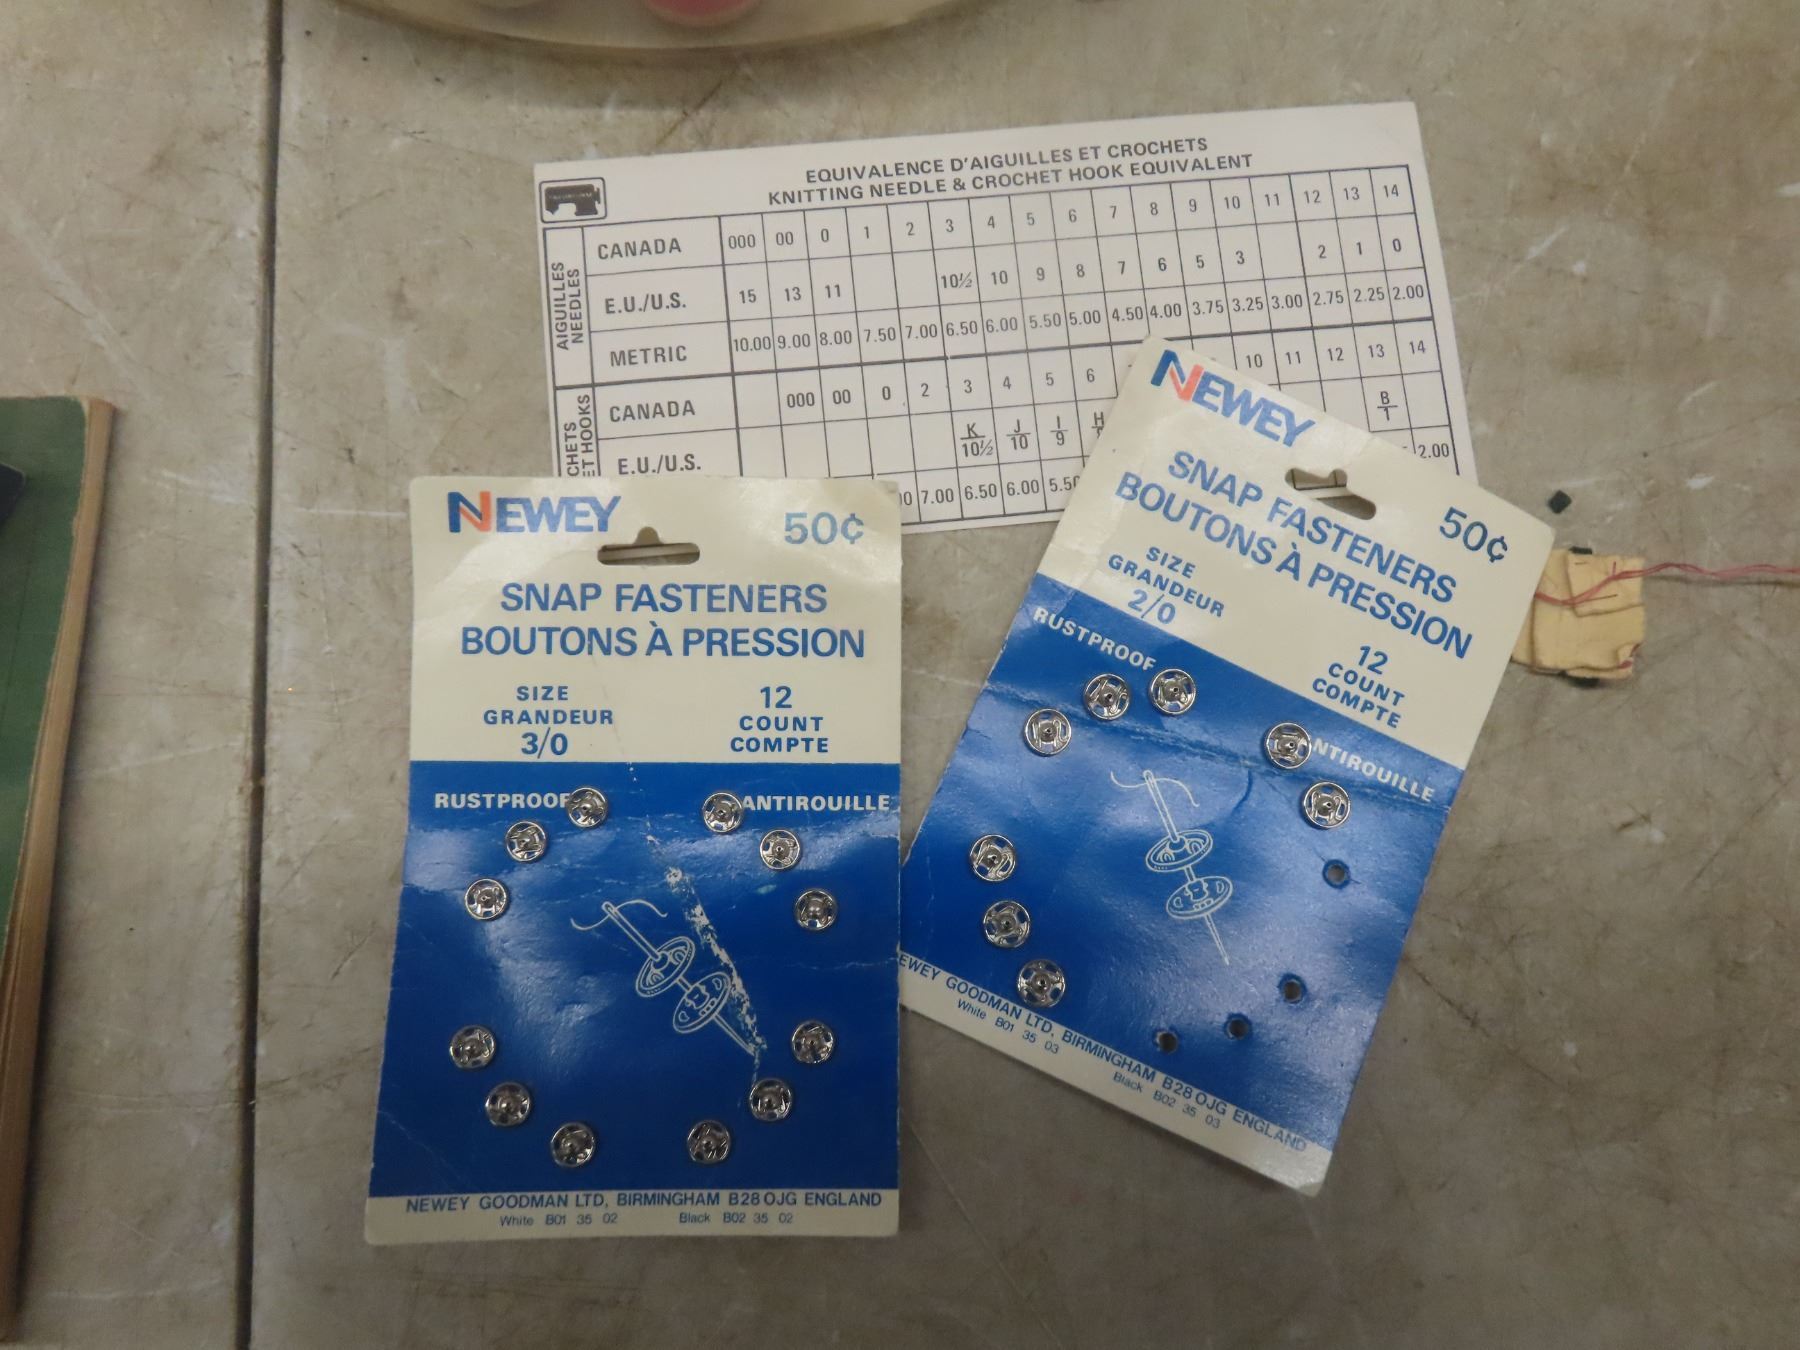 EQUIVALENCE D'AIGUILLES ET CROCHETS
KNITTING NEEDLE & CROCHET HOOK EQUIVALENT
AIGUILLES
NEEDLES
CANADA 000 00 0 1 2 3 4 5 6 7 8 9 10 11 12 13 14
E.U./U.S. 15 13 11 10½ 10 9 8 7 6 5 3 2 1 0
METRIC 10.00 9.00 8.00 7.50 7.00 6.50 6.00 5.50 5.00 4.50 4.00 3.75 3.25 3.00 2.75 2.25 2.00
CHETS
ET HOOKS
CANADA 000 00 0 2 3 4 5 6 10 11 12 13 14
E.U./U.S. K/10½ J/10 I/9 H B/1
7.00 6.50 6.00 5.50 2.00
NEWEY
50¢
SNAP FASTENERS
BOUTONS À PRESSION
SIZE
GRANDEUR
3/0
12
COUNT
COMPTE
RUSTPROOF
ANTIROUILLE
NEWEY GOODMAN LTD, BIRMINGHAM B28 OJG ENGLAND
White B01 35 02 Black B02 35 02
NEWEY
50¢
SNAP FASTENERS
BOUTONS À PRESSION
SIZE
GRANDEUR
2/0
12
COUNT
COMPTE
RUSTPROOF
NTIROUILLE
EWEY GOODMAN LTD, BIRMINGHAM B28 OJG ENGLAND
White B01 35 03 Black B02 35 03